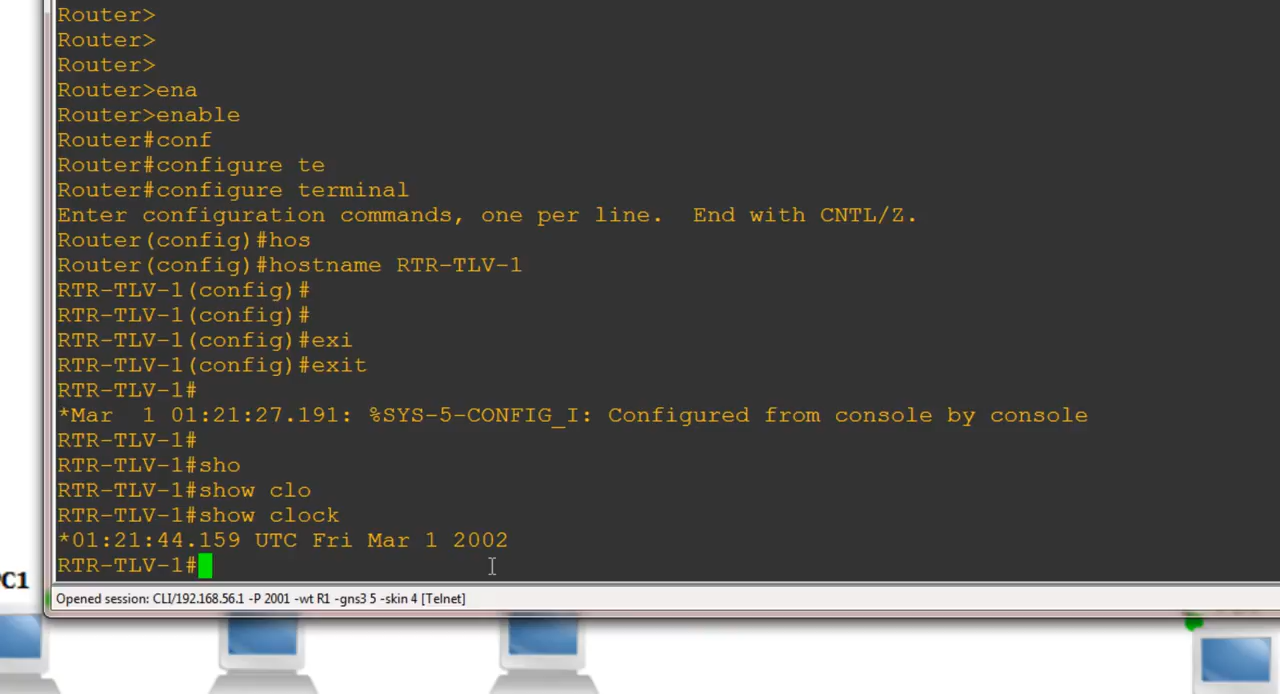 Router>
Router>
Router>
Router>ena
Router>enable
Router#conf
Router#configure te
Router#configure terminal
Enter configuration commands, one per line.  End with CNTL/Z.
Router(config)#hos
Router(config)#hostname RTR-TLV-1
RTR-TLV-1(config)#
RTR-TLV-1(config)#
RTR-TLV-1(config)#exi
RTR-TLV-1(config)#exit
RTR-TLV-1#
*Mar  1 01:21:27.191: %SYS-5-CONFIG_I: Configured from console by console
RTR-TLV-1#
RTR-TLV-1#sho
RTR-TLV-1#show clo
RTR-TLV-1#show clock
*01:21:44.159 UTC Fri Mar 1 2002
RTR-TLV-1#
PC1
Opened session: CLI/192.168.56.1 -P 2001 -wt R1 -gns3 5 -skin 4 [Telnet]